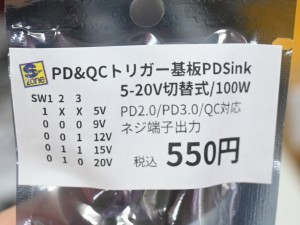 S
zone
PD&QCトリガー基板PDSink
5-20V切替式/100W
SW1 2 3
1 X X 5V
0 0 0 9V
0 0 1 12V
0 1 1 15V
0 1 0 20V
PD2.0/PD3.0/QC対応
ネジ端子出力
税込 550円